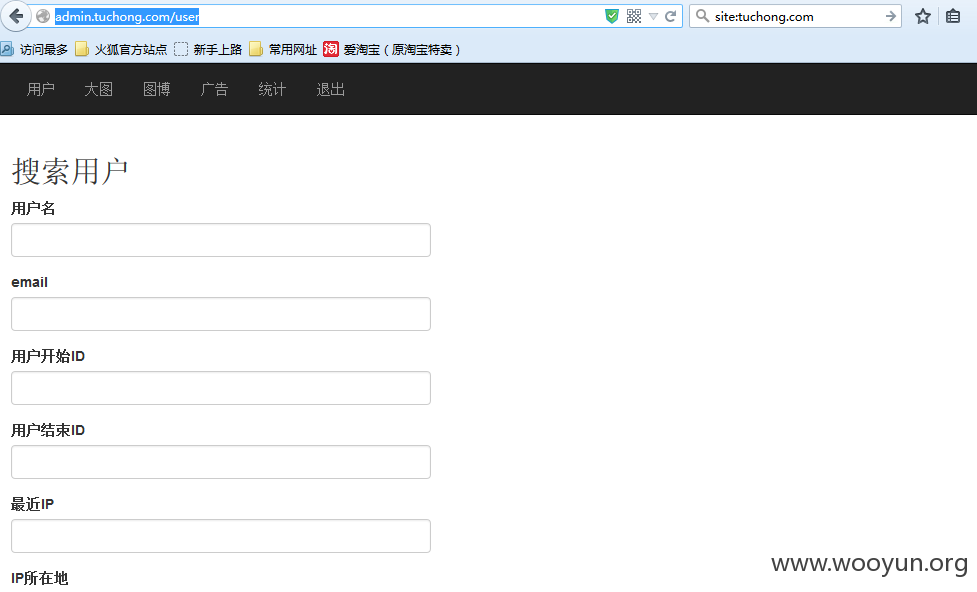 admin.tuchong.com/user site:tuchong.com
访问最多 火狐官方站点 新手上路 常用网址 淘 爱淘宝（原淘宝特卖）
用户 大图 图博 广告 统计 退出
搜索用户
用户名
email
用户开始ID
用户结束ID
最近IP
www.wooyun.org
IP所在地